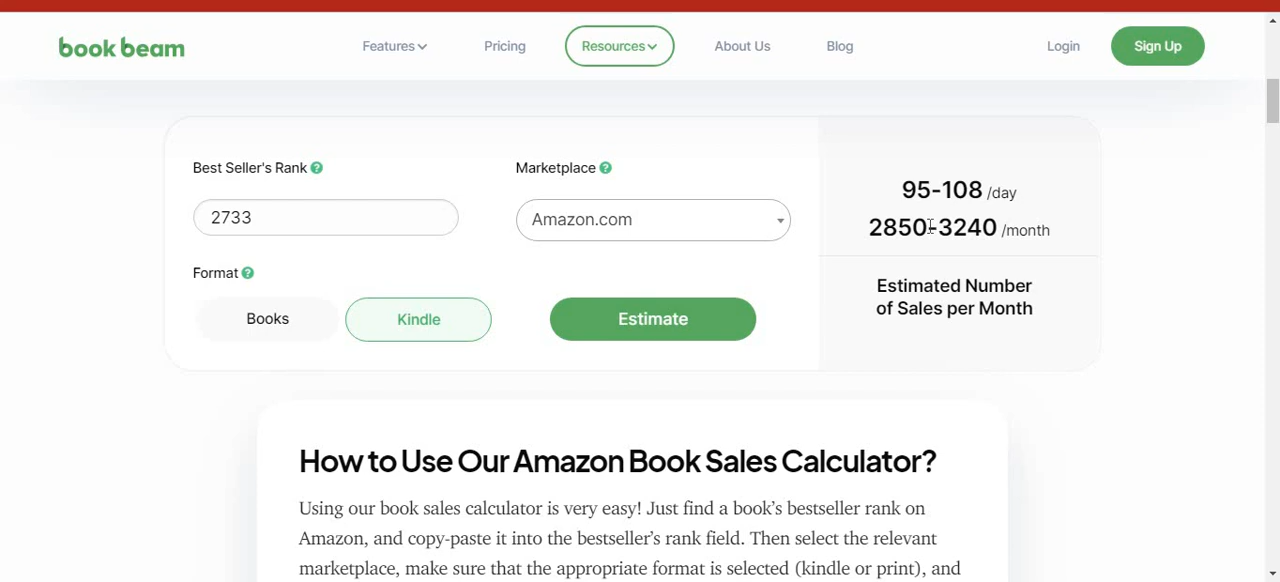 book beam
Features
Pricing
Resources
About Us
Blog
Login
Sign Up
Best Seller's Rank ?
2733
Marketplace ?
Amazon.com
Format ?
Books
Kindle
Estimate
95-108 /day
2850-3240 /month
Estimated Number
of Sales per Month
How to Use Our Amazon Book Sales Calculator?
Using our book sales calculator is very easy! Just find a book's bestseller rank on
Amazon, and copy-paste it into the bestseller's rank field. Then select the relevant
marketplace, make sure that the appropriate format is selected (kindle or print), and